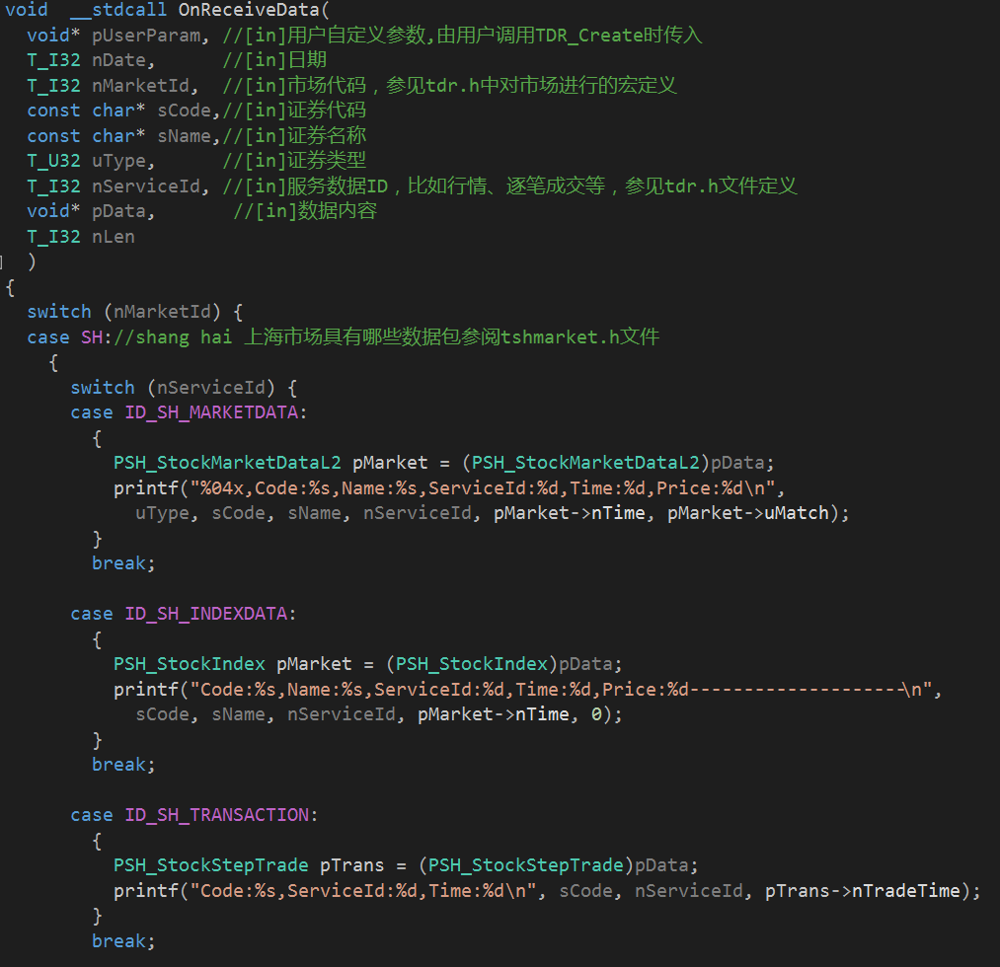 void  __stdcall OnReceiveData(
  void* pUserParam, //[in]用户自定义参数,由用户调用TDR_Create时传入
  T_I32 nDate,      //[in]日期
  T_I32 nMarketId,  //[in]市场代码，参见tdr.h中对市场进行的宏定义
  const char* sCode,//[in]证券代码
  const char* sName,//[in]证券名称
  T_U32 uType,      //[in]证券类型
  T_I32 nServiceId, //[in]服务数据ID，比如行情、逐笔成交等，参见tdr.h文件定义
  void* pData,       //[in]数据内容
  T_I32 nLen
  )
{
  switch (nMarketId) {
  case SH://shang hai 上海市场具有哪些数据包参阅tshmarket.h文件
    {
      switch (nServiceId) {
      case ID_SH_MARKETDATA:
        {
          PSH_StockMarketDataL2 pMarket = (PSH_StockMarketDataL2)pData;
          printf("%04x,Code:%s,Name:%s,ServiceId:%d,Time:%d,Price:%d\n",
            uType, sCode, sName, nServiceId, pMarket->nTime, pMarket->uMatch);
        }
        break;

      case ID_SH_INDEXDATA:
        {
          PSH_StockIndex pMarket = (PSH_StockIndex)pData;
          printf("Code:%s,Name:%s,ServiceId:%d,Time:%d,Price:%d--------------------\n",
            sCode, sName, nServiceId, pMarket->nTime, 0);
        }
        break;

      case ID_SH_TRANSACTION:
        {
          PSH_StockStepTrade pTrans = (PSH_StockStepTrade)pData;
          printf("Code:%s,ServiceId:%d,Time:%d\n", sCode, nServiceId, pTrans->nTradeTime);
        }
        break;